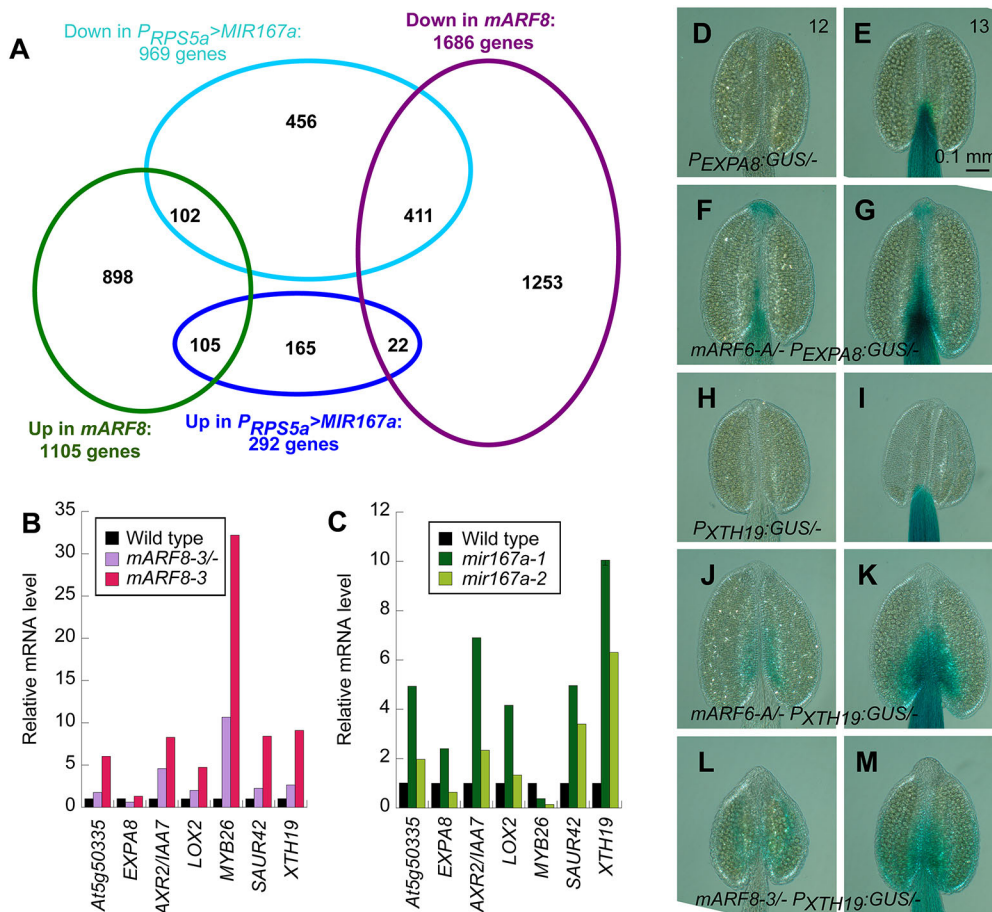 A
Down in PRPS5a>MIR167a:
969 genes
Down in mARF8:
1686 genes
456
102
411
898
1253
105
165
22
Up in mARF8:
1105 genes
Up in PRPS5a>MIR167a:
292 genes
B
Relative mRNA level
35
30
25
20
15
10
5
0
Wild type
mARF8-3/-
mARF8-3
At5g50335
EXPA8
AXR2/IAA7
LOX2
MYB26
SAUR42
XTH19
C
Relative mRNA level
12
10
8
6
4
2
0
Wild type
mir167a-1
mir167a-2
At5g50335
EXPA8
AXR2/IAA7
LOX2
MYB26
SAUR42
XTH19
D
12
E
13
PEXPA8:GUS/-
0.1 mm
F
G
mARF6-A/- PEXPA8:GUS/-
H
I
PXTH19:GUS/-
J
K
mARF6-A/- PXTH19:GUS/-
L
M
mARF8-3/- PXTH19:GUS/-